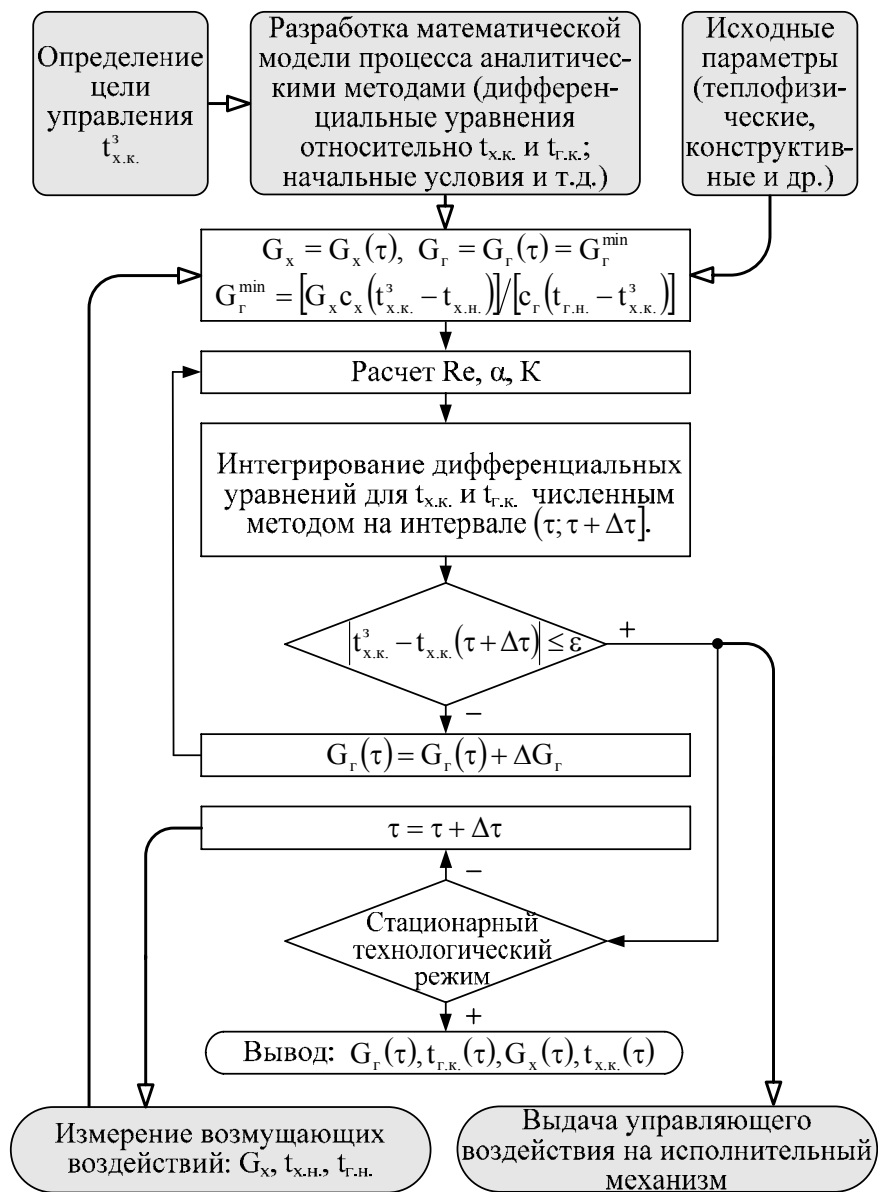 Определение
цели
управления
t^з_х.к.
Разработка математической
модели процесса аналитичес-
кими методами (дифферен-
циальные уравнения
относительно t_х.к. и t_г.к.;
начальные условия и т.д.)
Исходные
параметры
(теплофизи-
ческие,
конструктив-
ные и др.)
G_х = G_х(τ), G_г = G_г(τ) = G_г^min
G_г^min = [G_х c_х (t^з_х.к. − t_х.н.)]/[c_г (t_г.н. − t^з_х.к.)]
Расчет Re, α, К
Интегрирование дифференциальных
уравнений для t_х.к. и t_г.к. численным
методом на интервале (τ; τ + Δτ].
|t^з_х.к. − t_х.к.(τ + Δτ)| ≤ ε
+
−
G_г(τ) = G_г(τ) + ΔG_г
τ = τ + Δτ
−
Стационарный
технологический
режим
+
Вывод: G_г(τ), t_г.к.(τ), G_х(τ), t_х.к.(τ)
Измерение возмущающих
воздействий: G_х, t_х.н., t_г.н.
Выдача управляющего
воздействия на исполнительный
механизм